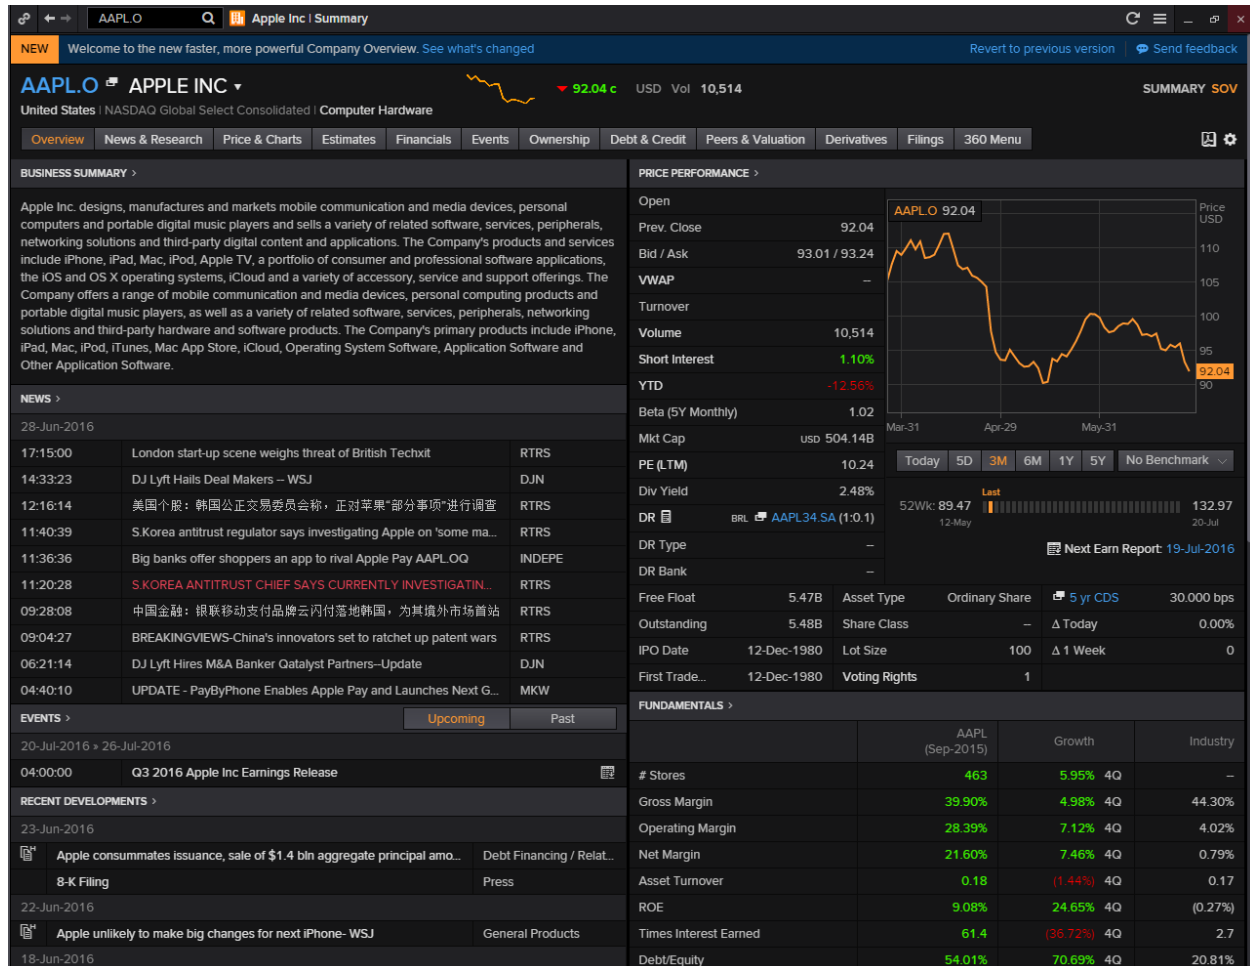 AAPL.O
Apple Inc | Summary
NEW Welcome to the new faster, more powerful Company Overview. See what's changed
Revert to previous version
Send feedback
AAPL.O APPLE INC
92.04 c USD Vol 10,514
SUMMARY SOV
United States | NASDAQ Global Select Consolidated | Computer Hardware
Overview News & Research Price & Charts Estimates Financials Events Ownership Debt & Credit Peers & Valuation Derivatives Filings 360 Menu
BUSINESS SUMMARY >
Apple Inc. designs, manufactures and markets mobile communication and media devices, personal
computers and portable digital music players and sells a variety of related software, services, peripherals,
networking solutions and third-party digital content and applications. The Company's products and services
include iPhone, iPad, Mac, iPod, Apple TV, a portfolio of consumer and professional software applications,
the iOS and OS X operating systems, iCloud and a variety of accessory, service and support offerings. The
Company offers a range of mobile communication and media devices, personal computing products and
portable digital music players, as well as a variety of related software, services, peripherals, networking
solutions and third-party hardware and software products. The Company's primary products include iPhone,
iPad, Mac, iPod, iTunes, Mac App Store, iCloud, Operating System Software, Application Software and
Other Application Software.
NEWS >
28-Jun-2016
17:15:00 London start-up scene weighs threat of British Techxit RTRS
14:33:23 DJ Lyft Hails Deal Makers -- WSJ DJN
12:16:14 美国个股：韩国公正交易委员会称，正对苹果“部分事项”进行调查 RTRS
11:40:39 S.Korea antitrust regulator says investigating Apple on 'some ma... RTRS
11:36:36 Big banks offer shoppers an app to rival Apple Pay AAPL.OQ INDEPE
11:20:28 S.KOREA ANTITRUST CHIEF SAYS CURRENTLY INVESTIGATIN... RTRS
09:28:08 中国金融：银联移动支付品牌云闪付落地韩国，为其境外市场首站 RTRS
09:04:27 BREAKINGVIEWS-China's innovators set to ratchet up patent wars RTRS
06:21:14 DJ Lyft Hires M&A Banker Qatalyst Partners--Update DJN
04:40:10 UPDATE - PayByPhone Enables Apple Pay and Launches Next G... MKW
EVENTS > Upcoming Past
20-Jul-2016 » 26-Jul-2016
04:00:00 Q3 2016 Apple Inc Earnings Release
RECENT DEVELOPMENTS >
23-Jun-2016
Apple consummates issuance, sale of $1.4 bln aggregate principal amo... Debt Financing / Relat...
8-K Filing Press
22-Jun-2016
Apple unlikely to make big changes for next iPhone- WSJ General Products
18-Jun-2016
PRICE PERFORMANCE >
Open
Prev. Close 92.04
Bid / Ask 93.01 / 93.24
VWAP –
Turnover
Volume 10,514
Short Interest 1.10%
YTD -12.56%
Beta (5Y Monthly) 1.02
Mkt Cap USD 504.14B
PE (LTM) 10.24
Div Yield 2.48%
DR BRL AAPL34.SA (1:0.1)
DR Type –
DR Bank –
AAPL.O 92.04
Price
USD
110
105
100
95
92.04
90
Mar-31 Apr-29 May-31
Today 5D 3M 6M 1Y 5Y No Benchmark
Last
52Wk: 89.47 132.97
12-May 20-Jul
Next Earn Report: 19-Jul-2016
Free Float 5.47B Asset Type Ordinary Share 5 yr CDS 30.000 bps
Outstanding 5.48B Share Class – Δ Today 0.00%
IPO Date 12-Dec-1980 Lot Size 100 Δ 1 Week 0
First Trade... 12-Dec-1980 Voting Rights 1
FUNDAMENTALS >
AAPL
(Sep-2015) Growth Industry
# Stores 463 5.95% 4Q –
Gross Margin 39.90% 4.98% 4Q 44.30%
Operating Margin 28.39% 7.12% 4Q 4.02%
Net Margin 21.60% 7.46% 4Q 0.79%
Asset Turnover 0.18 (1.44%) 4Q 0.17
ROE 9.08% 24.65% 4Q (0.27%)
Times Interest Earned 61.4 (36.72%) 4Q 2.7
Debt/Equity 54.01% 70.69% 4Q 20.81%